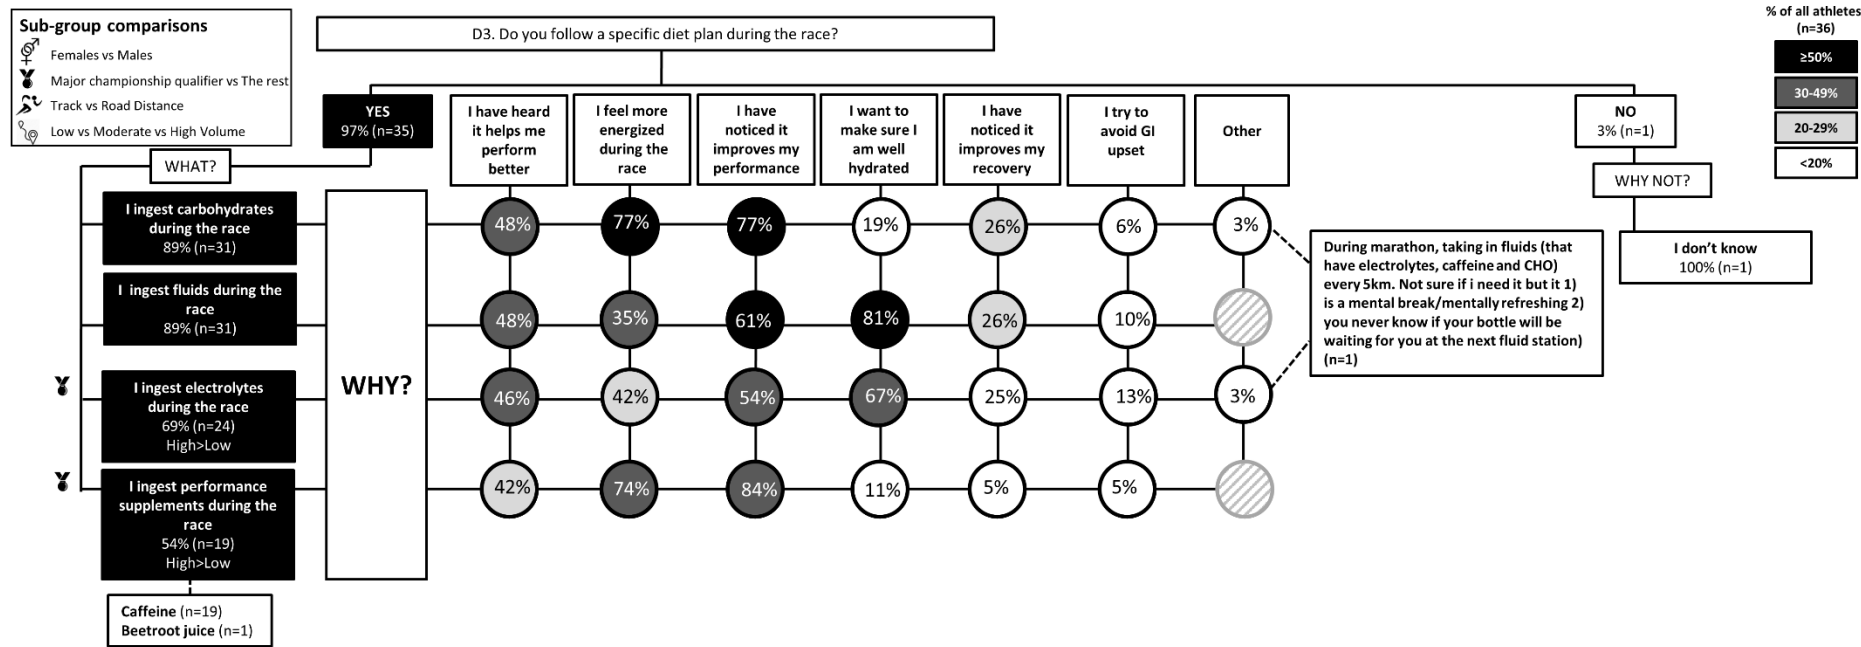 Sub-group comparisons
Females vs Males
Major championship qualifier vs The rest
Track vs Road Distance
Low vs Moderate vs High Volume
D3. Do you follow a specific diet plan during the race?
% of all athletes
(n=36)
≥50%
30-49%
20-29%
<20%
YES
97% (n=35)
I have heard
it helps me
perform
better
I feel more
energized
during the
race
I have
noticed it
improves my
performance
I want to
make sure I
am well
hydrated
I have
noticed it
improves my
recovery
I try to
avoid GI
upset
Other
NO
3% (n=1)
WHAT?
WHY NOT?
I don’t know
100% (n=1)
WHY?
I ingest carbohydrates
during the race
89% (n=31)
48%
77%
77%
19%
26%
6%
3%
I ingest fluids during the
race
89% (n=31)
48%
35%
61%
81%
26%
10%
I ingest electrolytes
during the race
69% (n=24)
High>Low
46%
42%
54%
67%
25%
13%
3%
I ingest performance
supplements during the
race
54% (n=19)
High>Low
42%
74%
84%
11%
5%
5%
During marathon, taking in fluids (that
have electrolytes, caffeine and CHO)
every 5km. Not sure if i need it but it 1)
is a mental break/mentally refreshing 2)
you never know if your bottle will be
waiting for you at the next fluid station)
(n=1)
Caffeine (n=19)
Beetroot juice (n=1)